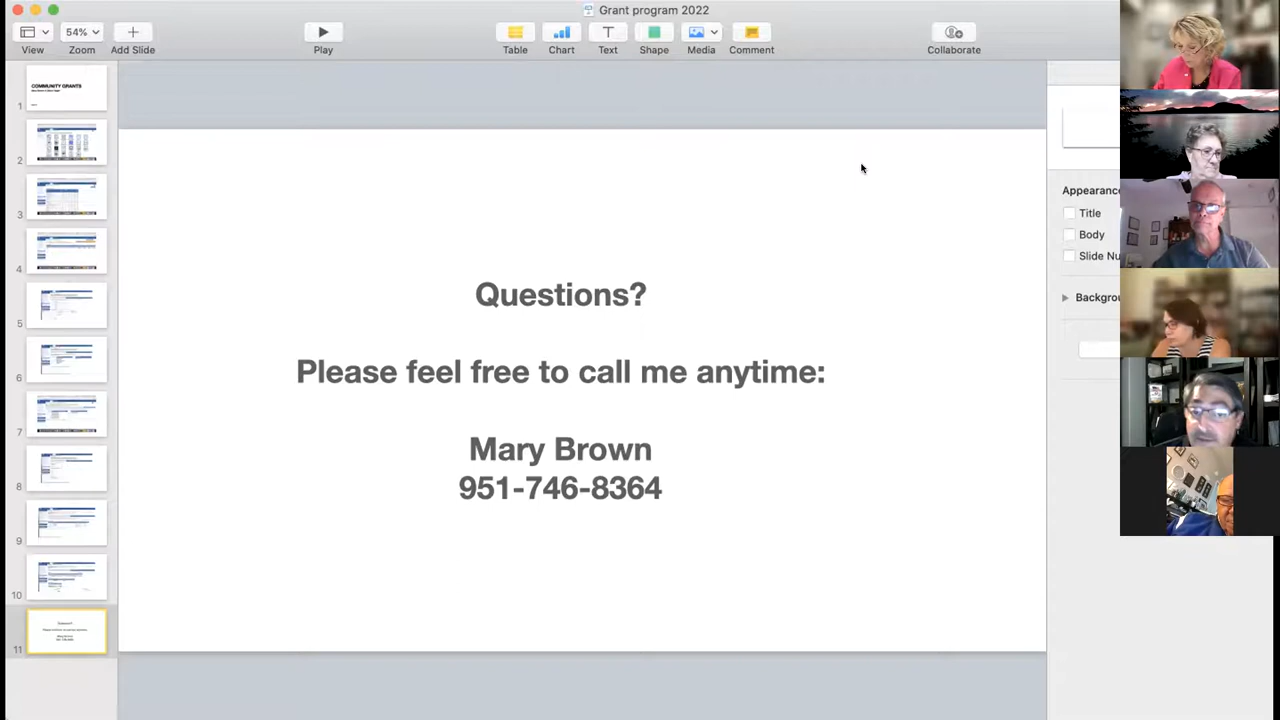 Grant program 2022
54%
View
Zoom
Add Slide
Play
Table
Chart
Text
Shape
Media
Comment
Collaborate
COMMUNITY GRANTS
1
2
3
4
5
6
7
8
9
10
11
Questions?
Please feel free to call me anytime:
Mary Brown
951-746-8364
Appearance
Title
Body
Slide Nu
Backgrou